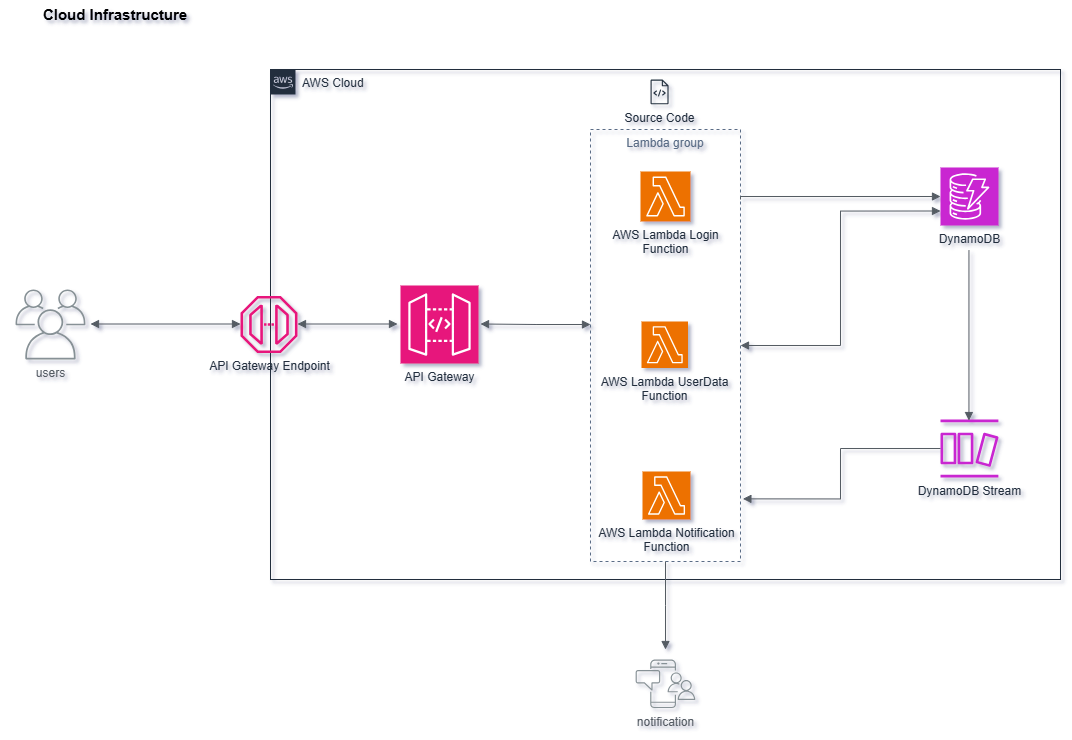 Cloud Infrastructure
aws
AWS Cloud
</>
Source Code
Lambda group
AWS Lambda Login
Function
DynamoDB
users
API Gateway Endpoint
</>
API Gateway
AWS Lambda UserData
Function
DynamoDB Stream
AWS Lambda Notification
Function
notification